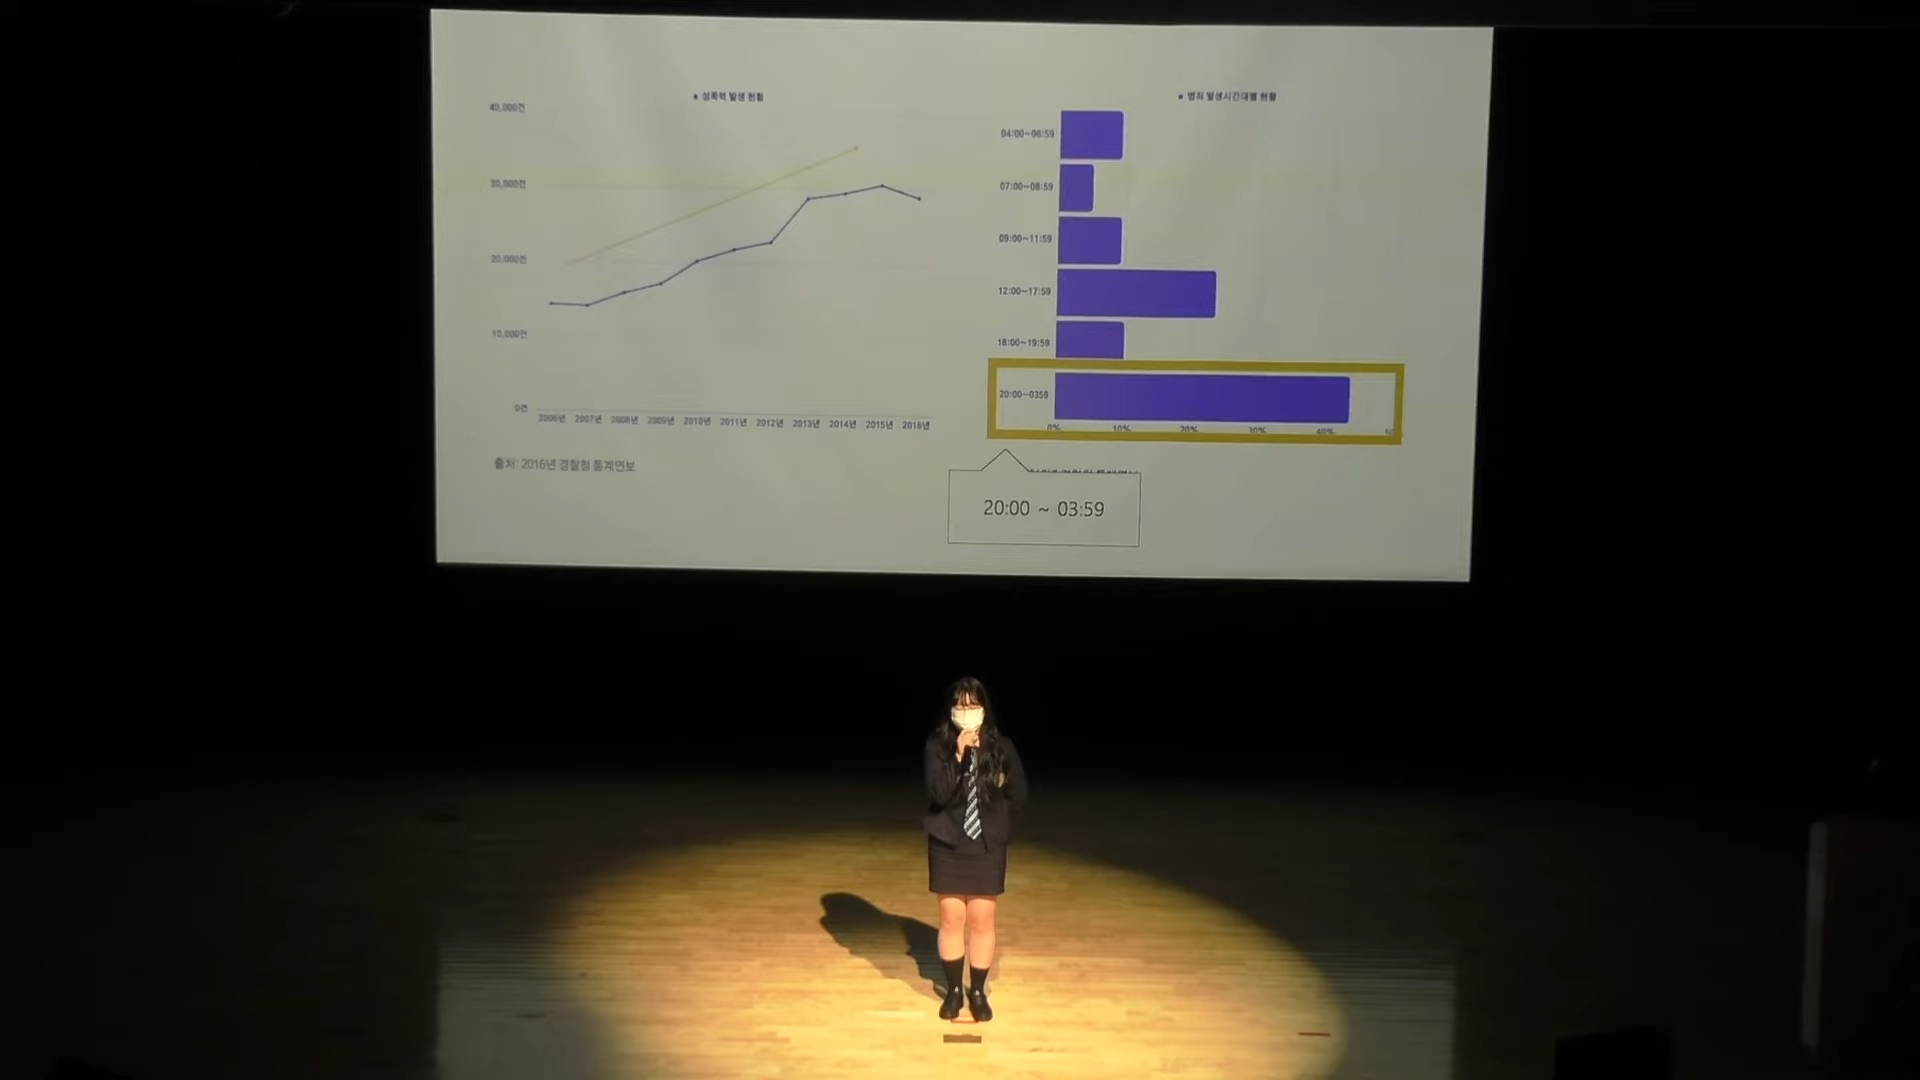 ▪ 성폭력 발생 현황
40,000건
30,000건
20,000건
10,000건
0건
2006년 2007년 2008년 2009년 2010년 2011년 2012년 2013년 2014년 2015년 2016년
출처: 2016년 경찰청 통계연보
▪ 범죄 발생시간대별 현황
04:00~06:59
07:00~08:59
09:00~11:59
12:00~17:59
18:00~19:59
20:00~0359
0% 10% 20% 30% 40%
20:00 ~ 03:59